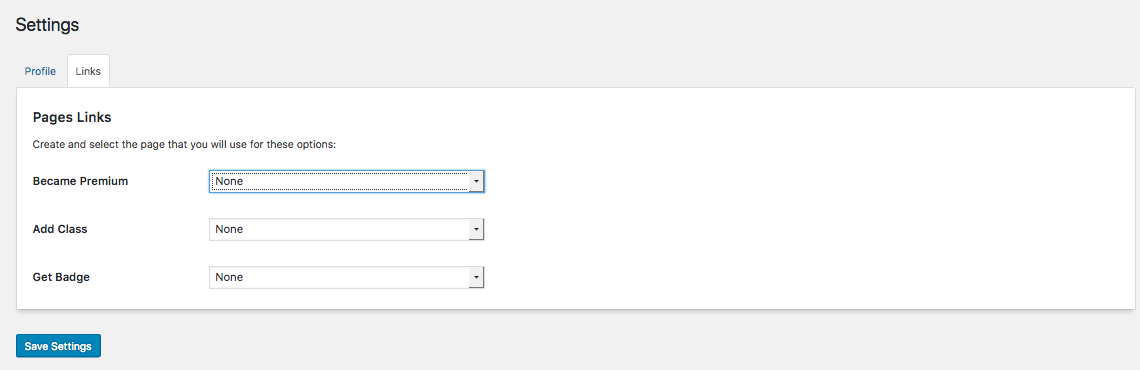 Settings
Profile
Links
Pages Links
Create and select the page that you will use for these options:
Became Premium
None
Add Class
None
Get Badge
None
Save Settings